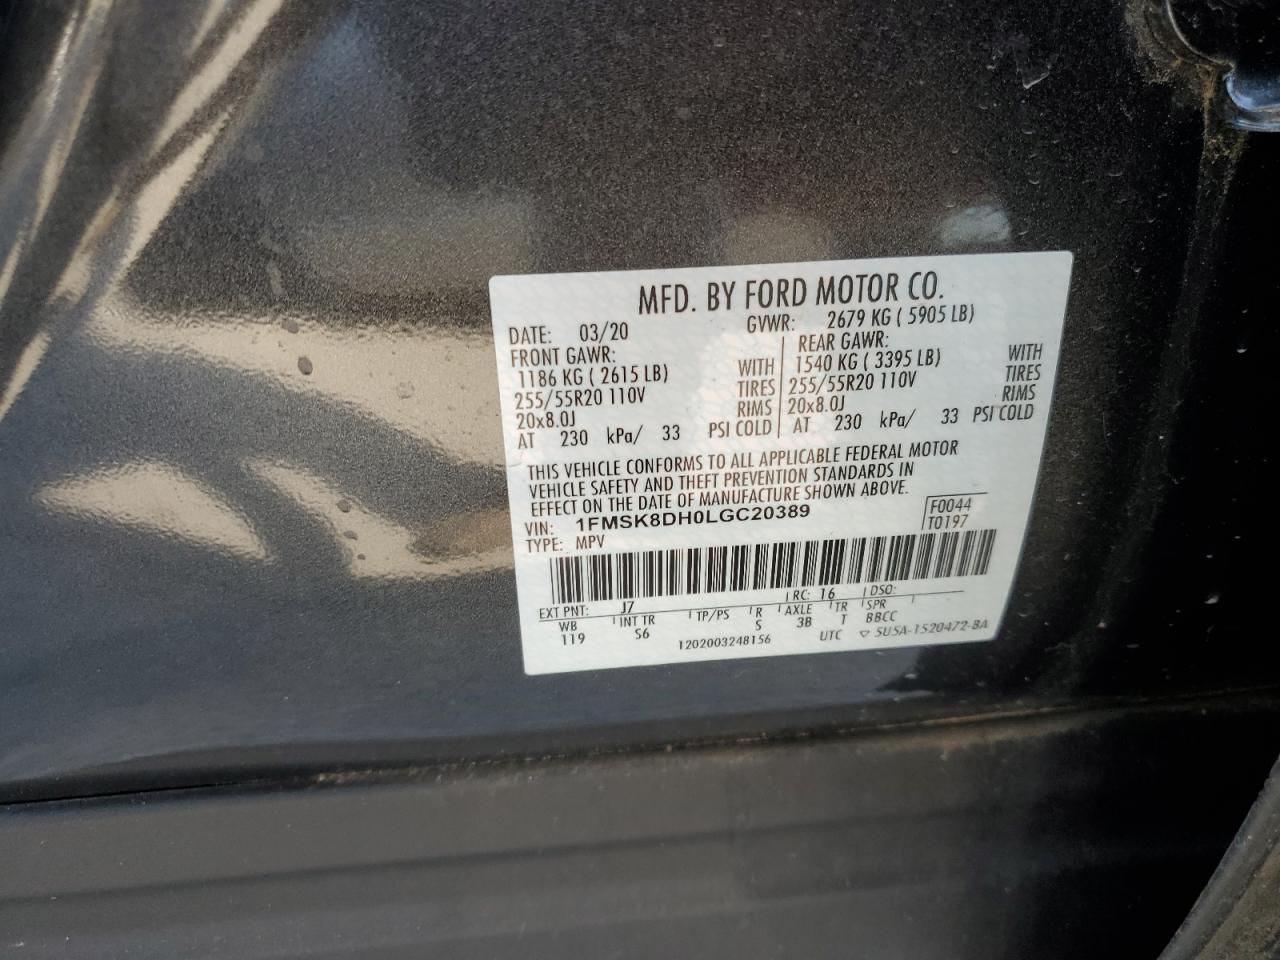 MFD. BY FORD MOTOR CO.
DATE: 03/20 GVWR: 2679 KG ( 5905 LB)
FRONT GAWR: REAR GAWR:
1186 KG ( 2615 LB) WITH 1540 KG ( 3395 LB) WITH
255/55R20 110V TIRES 255/55R20 110V TIRES
20x8.0J RIMS 20x8.0J RIMS
AT 230 kPa/ 33 PSI COLD AT 230 kPa/ 33 PSI COLD
THIS VEHICLE CONFORMS TO ALL APPLICABLE FEDERAL MOTOR
VEHICLE SAFETY AND THEFT PREVENTION STANDARDS IN
EFFECT ON THE DATE OF MANUFACTURE SHOWN ABOVE.
VIN: 1FMSK8DH0LGC20389 F0044
TYPE: MPV T0197
EXT PNT: J7 RC: 16 DSO:
WB INT TR TP/PS R AXLE TR SPR
119 S6 S 3B T BBCC
1202003248156 UTC ▽ SU5A-1520472-BA